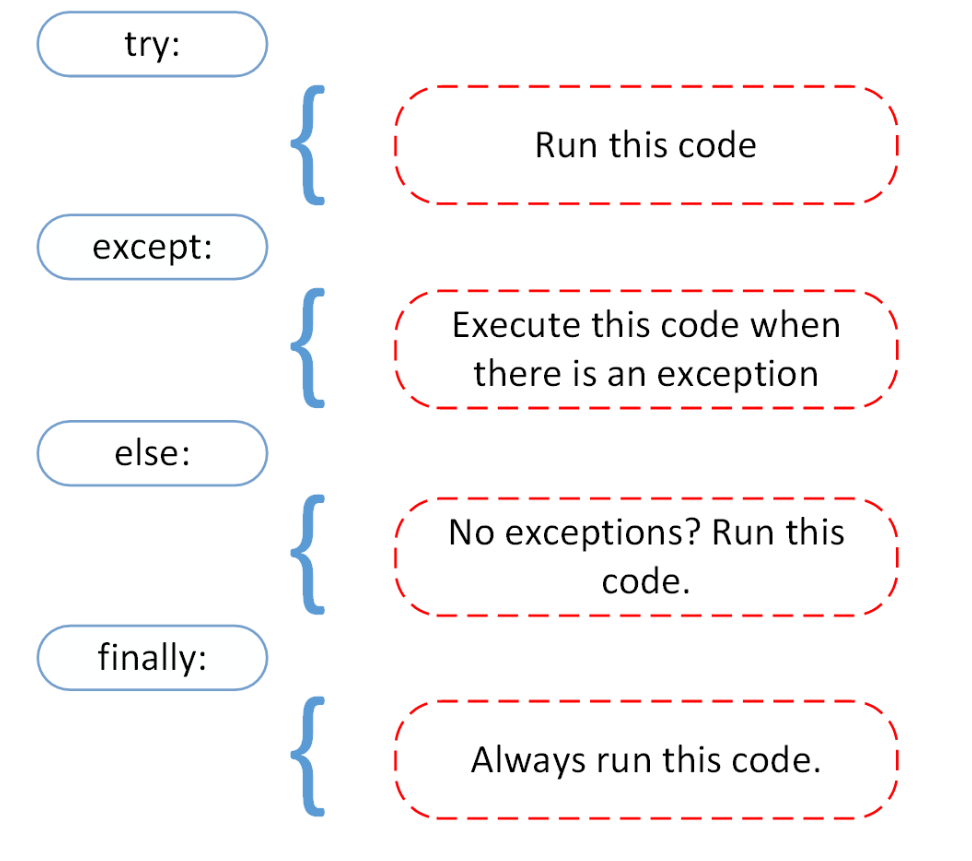 try:
Run this code
except:
Execute this code when
there is an exception
else:
No exceptions? Run this
code.
finally:
Always run this code.